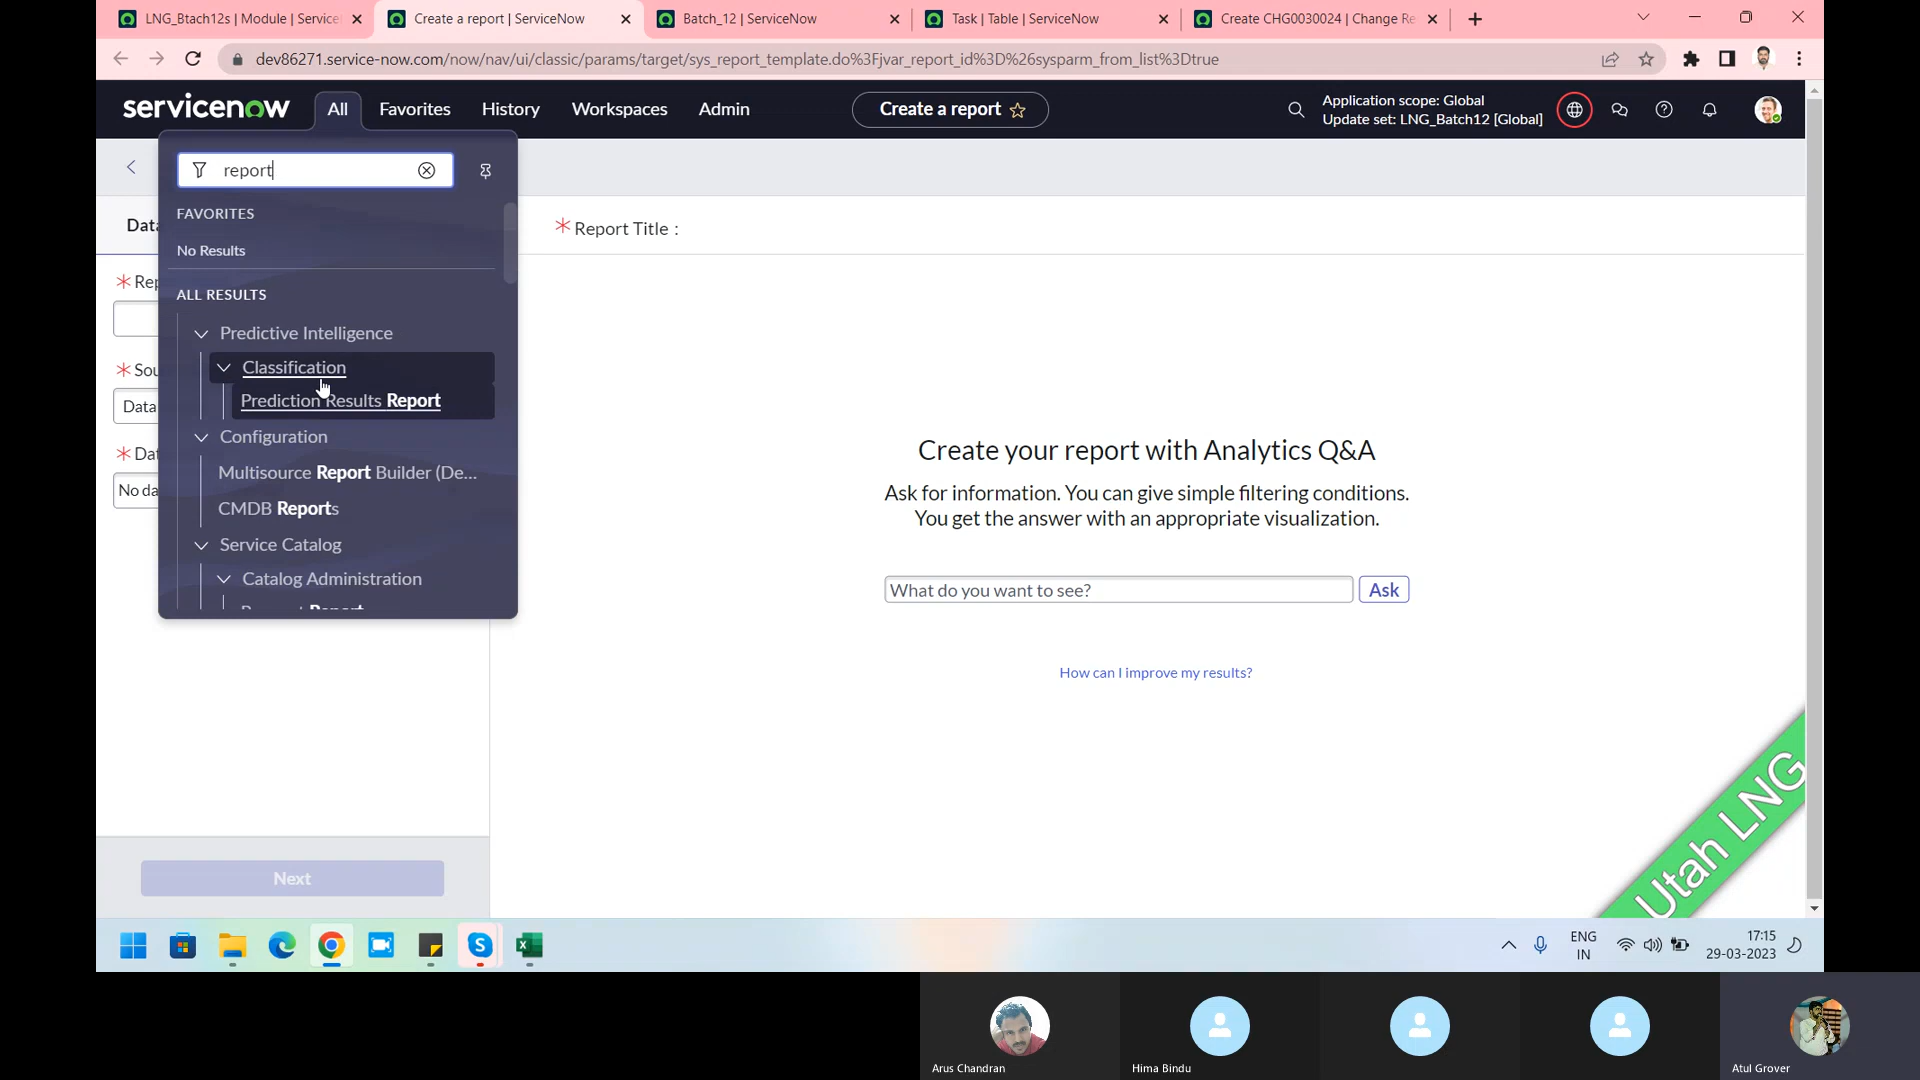 LNG_Btach12s | Module | Service
Create a report | ServiceNow
Batch_12 | ServiceNow
Task | Table | ServiceNow
Create CHG0030024 | Change Re
dev86271.service-now.com/now/nav/ui/classic/params/target/sys_report_template.do%3Fjvar_report_id%3D%26sysparm_from_list%3Dtrue
servicenow
All
Favorites
History
Workspaces
Admin
Create a report
Application scope: Global
Update set: LNG_Batch12 [Global]
report
FAVORITES
No Results
ALL RESULTS
Predictive Intelligence
Classification
Prediction Results Report
Configuration
Multisource Report Builder (De...
CMDB Reports
Service Catalog
Catalog Administration
Data
* Rep
* Sou
Data
* Dat
No da
Next
* Report Title :
Create your report with Analytics Q&A
Ask for information. You can give simple filtering conditions.
You get the answer with an appropriate visualization.
What do you want to see?
Ask
How can I improve my results?
Utah LNG
ENG
IN
17:15
29-03-2023
Arus Chandran
Hima Bindu
Atul Grover